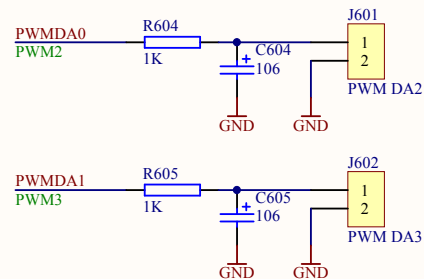 R604
J601
PWMDA0
PWM2
1K
+
C604
106
1
2
GND
GND
PWM DA2
R605
J602
PWMDA1
PWM3
1K
+
C605
106
1
2
GND
GND
PWM DA3